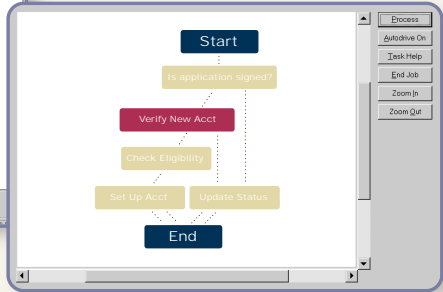 Start
Is application signed?
Verify New Acct
Check Eligibility
Set Up Acct
Update Status
End
Process
Autodrive On
Task Help
End Job
Zoom In
Zoom Out